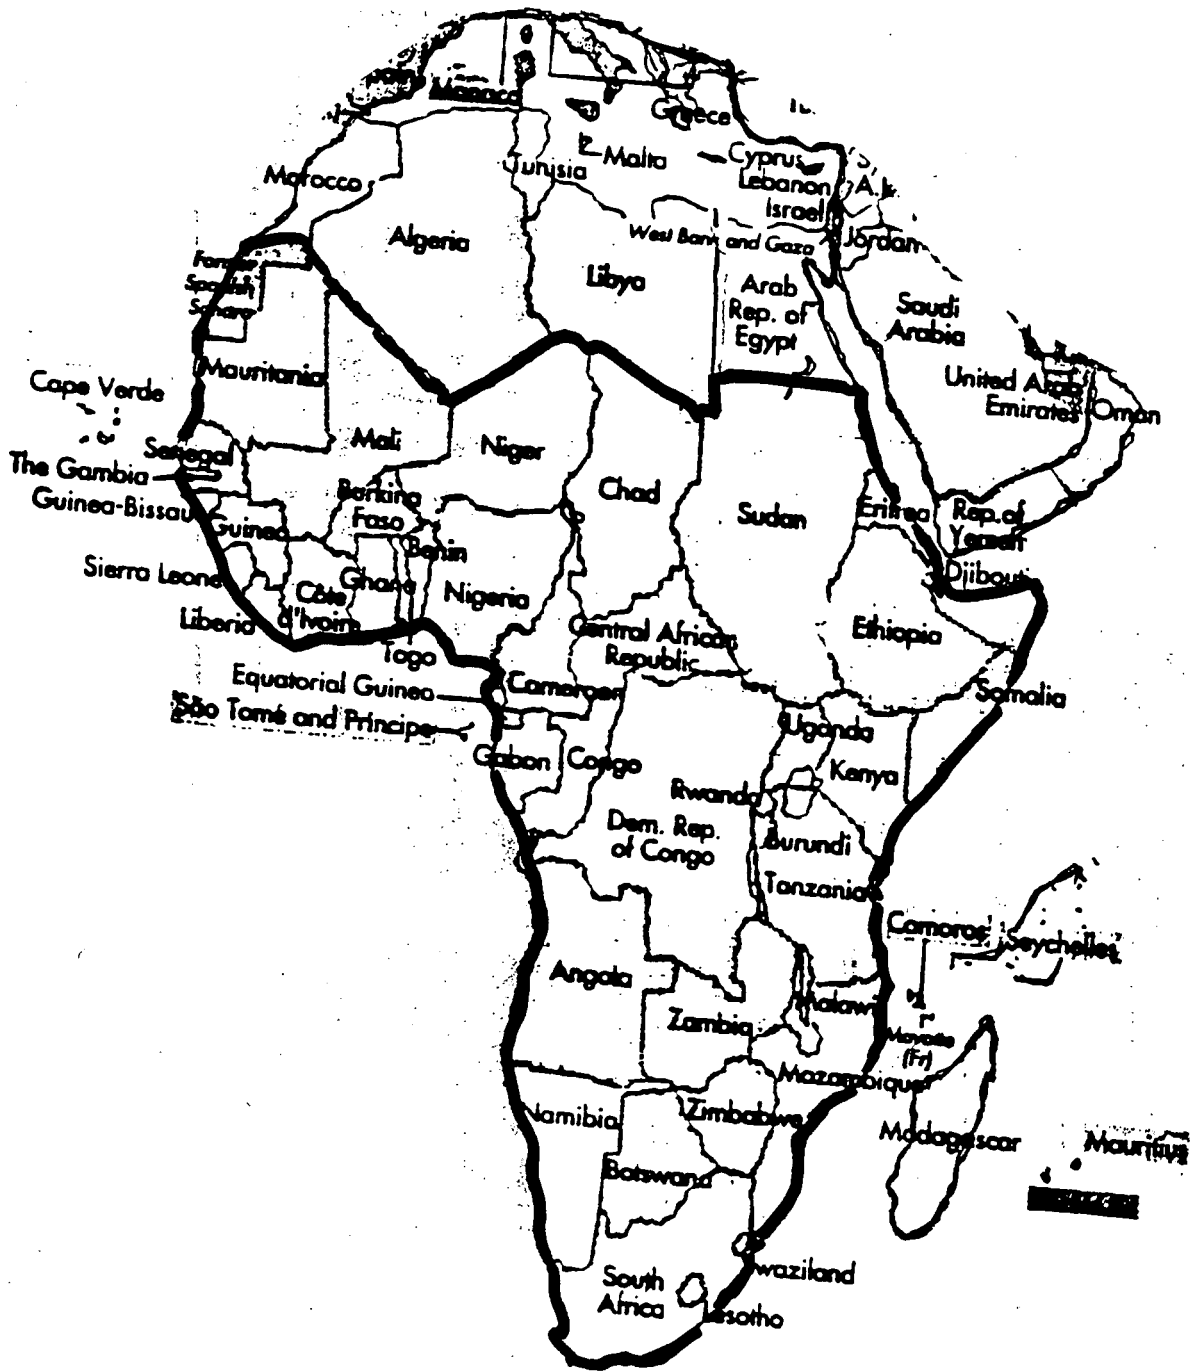 Morocco
Greece
Tunisia
Malta
Cyprus
Lebanon
Israel
Morocco
Algeria
West Bank and Gaza
Jordan
Libya
Former
Spanish
Sahara
Arab
Rep. of
Egypt
Saudi
Arabia
Mauritania
United Arab
Emirates
Oman
Cape Verde
Mali
Niger
Senegal
The Gambia
Chad
Guinea-Bissau
Burkina
Faso
Sudan
Eritrea
Rep. of
Yemen
Guinea
Benin
Sierra Leone
Ghana
Djibouti
Côte
d'Ivoire
Nigeria
Liberia
Togo
Central African
Republic
Ethiopia
Equatorial Guinea
Cameroon
Somalia
São Tomé and Príncipe
Uganda
Gabon
Congo
Kenya
Rwanda
Dem. Rep.
of Congo
Burundi
Tanzania
Comoros
Seychelles
Angola
Malawi
Zambia
Mayotte
(Fr)
Mozambique
Namibia
Zimbabwe
Madagascar
Mauritius
Botswana
South
Africa
Swaziland
Lesotho